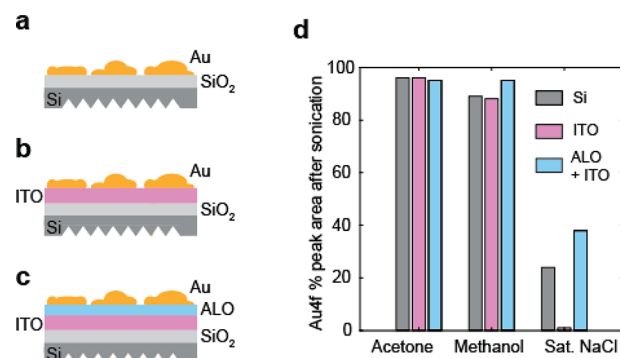 a
Au
SiO2
Si
b
Au
ITO
SiO2
Si
c
Au
ALO
ITO
SiO2
Si
d
Au4f % peak area after sonication
100
80
60
40
20
0
Si
ITO
ALO
+ ITO
Acetone Methanol Sat. NaCl